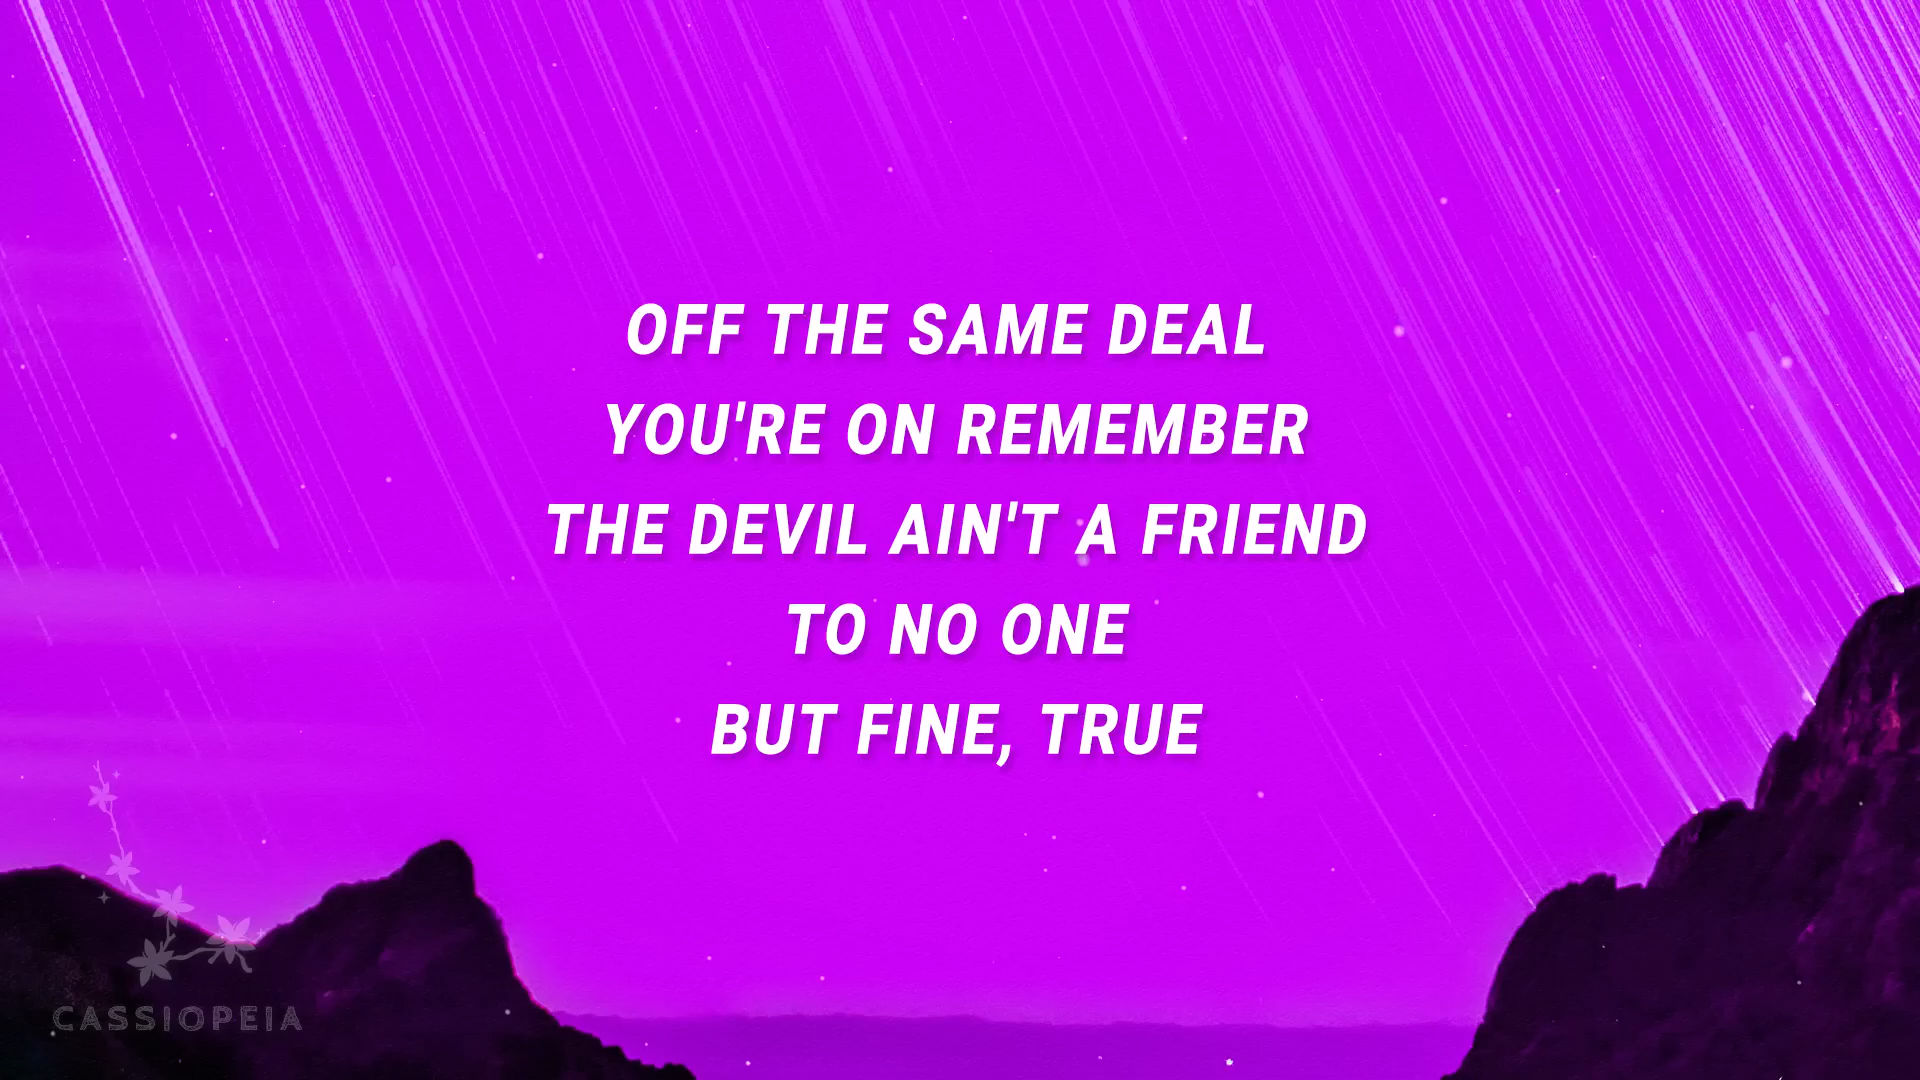 OFF THE SAME DEAL
YOU'RE ON REMEMBER
THE DEVIL AIN'T A FRIEND
TO NO ONE
BUT FINE, TRUE
CASSIOPEIA